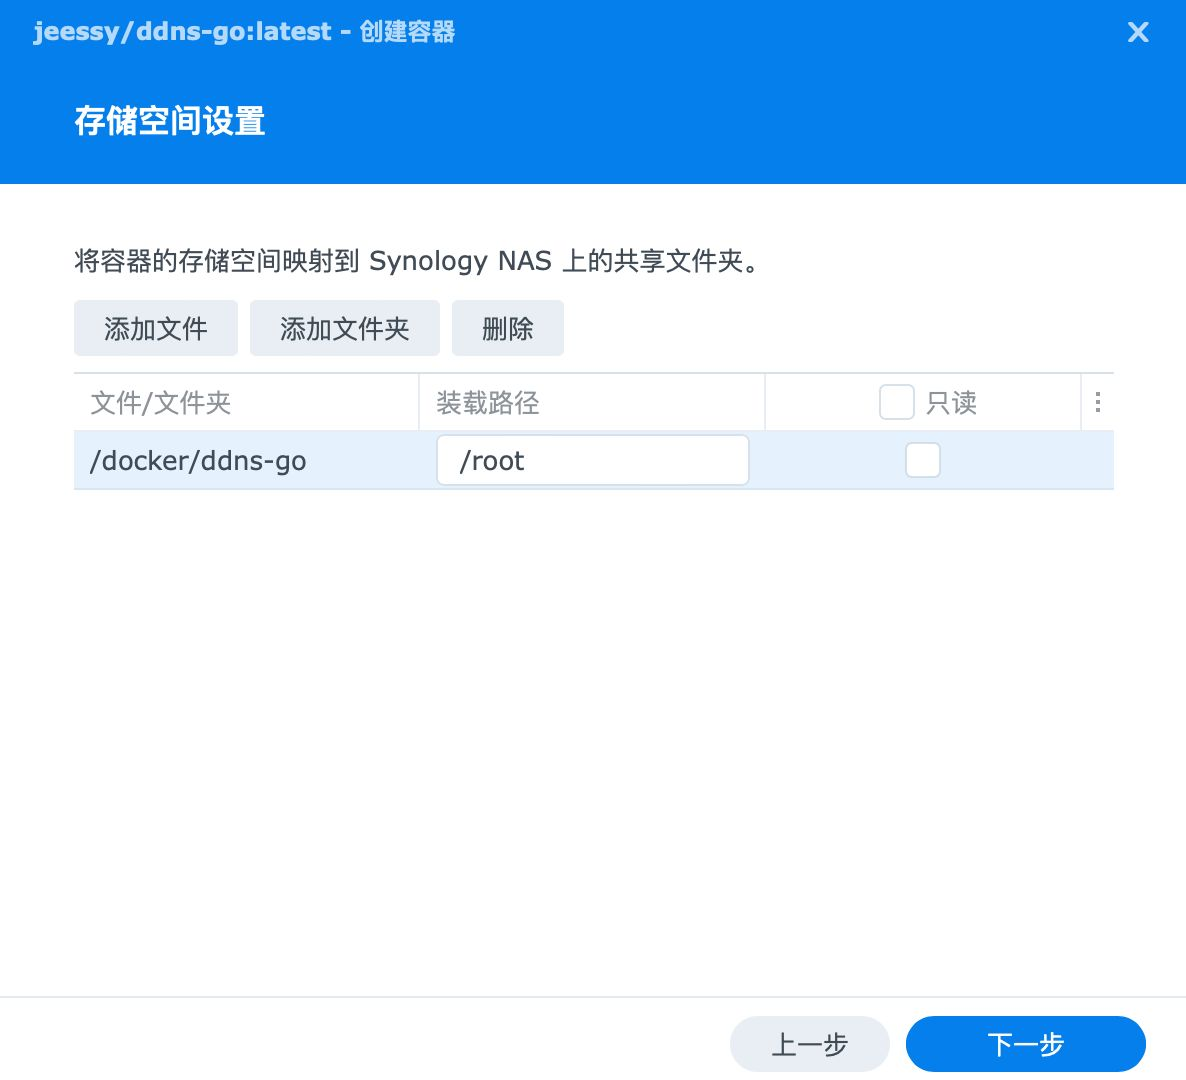 jeessy/ddns-go:latest - 创建容器
存储空间设置
将容器的存储空间映射到 Synology NAS 上的共享文件夹。
添加文件 添加文件夹 删除
文件/文件夹 装载路径 只读
/docker/ddns-go /root
上一步 下一步